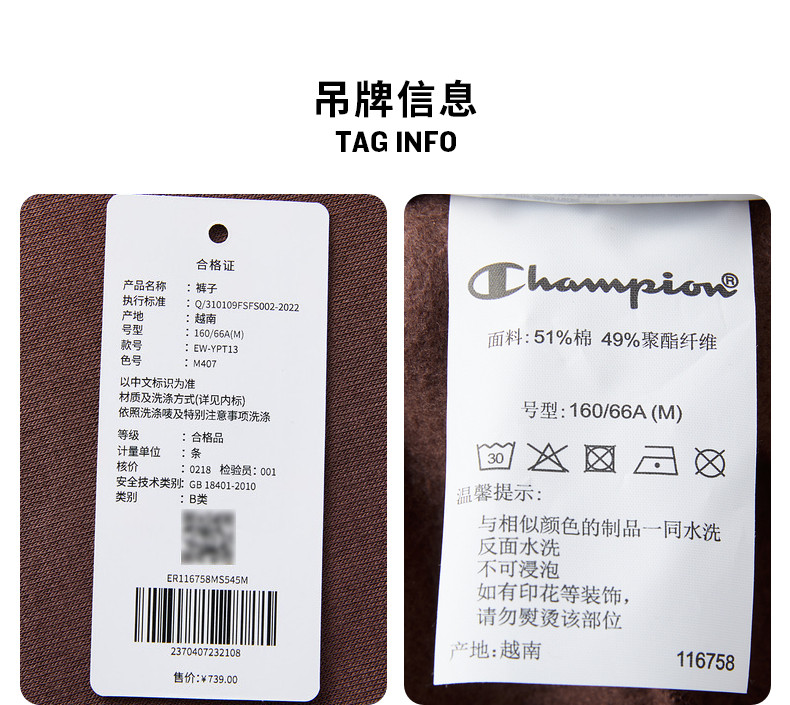 吊牌信息
TAG INFO
合格证
产品名称：裤子
执行标准：Q/310109FSFS002-2022
产地：越南
号型：160/66A(M)
款号：EW-YPT13
色号：M407
以中文标识为准
材质及洗涤方式(详见内标)
依照洗涤唛及特别注意事项洗涤
等级：合格品
计量单位：条
核价：0218 检验员：001
安全技术类别：GB 18401-2010
类别：B类
ER116758MS545M
2370407232108
售价：¥739.00
Champion®
面料：51%棉 49%聚酯纤维
号型：160/66A (M)
30
温馨提示：
与相似颜色的制品一同水洗
反面水洗
不可浸泡
如有印花等装饰，
请勿熨烫该部位
产地：越南
116758